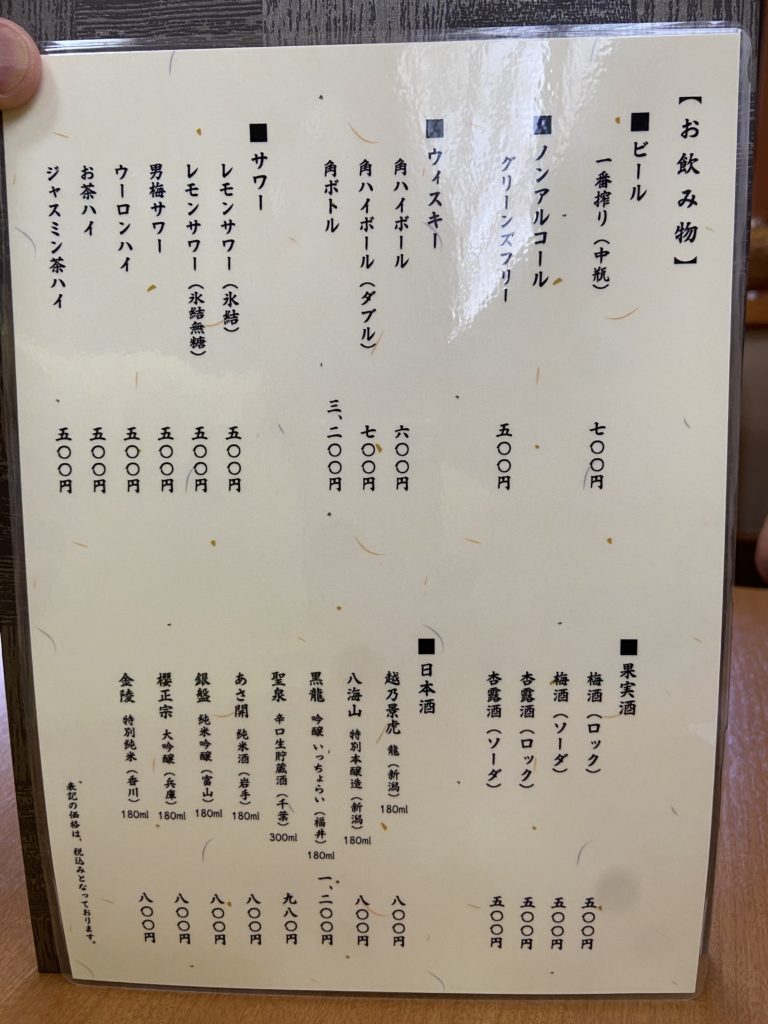 【お飲み物】
■ビール
一番搾り（中瓶） 七〇〇円
■ノンアルコール
グリーンズフリー 五〇〇円
■ウィスキー
角ハイボール 六〇〇円
角ハイボール（ダブル） 七〇〇円
角ボトル 三、二〇〇円
■サワー
レモンサワー（氷結） 五〇〇円
レモンサワー（氷結無糖） 五〇〇円
男梅サワー 五〇〇円
ウーロンハイ 五〇〇円
お茶ハイ 五〇〇円
ジャスミン茶ハイ 五〇〇円
■果実酒
梅酒（ロック） 五〇〇円
梅酒（ソーダ） 五〇〇円
杏露酒（ロック） 五〇〇円
杏露酒（ソーダ） 五〇〇円
■日本酒
越乃景虎 龍（新潟）180ml 八〇〇円
八海山 特別本醸造（新潟）180ml 八〇〇円
黒龍 吟醸 いっちょらい（福井）180ml 一、二〇〇円
聖泉 辛口生貯蔵酒（千葉）300ml 九八〇円
あさ開 純米酒（岩手）180ml 八〇〇円
銀盤 純米吟醸（富山）180ml 八〇〇円
櫻正宗 大吟醸（兵庫）180ml 八〇〇円
金陵 特別純米（香川）180ml 八〇〇円
表記の価格は、税込みとなっております。